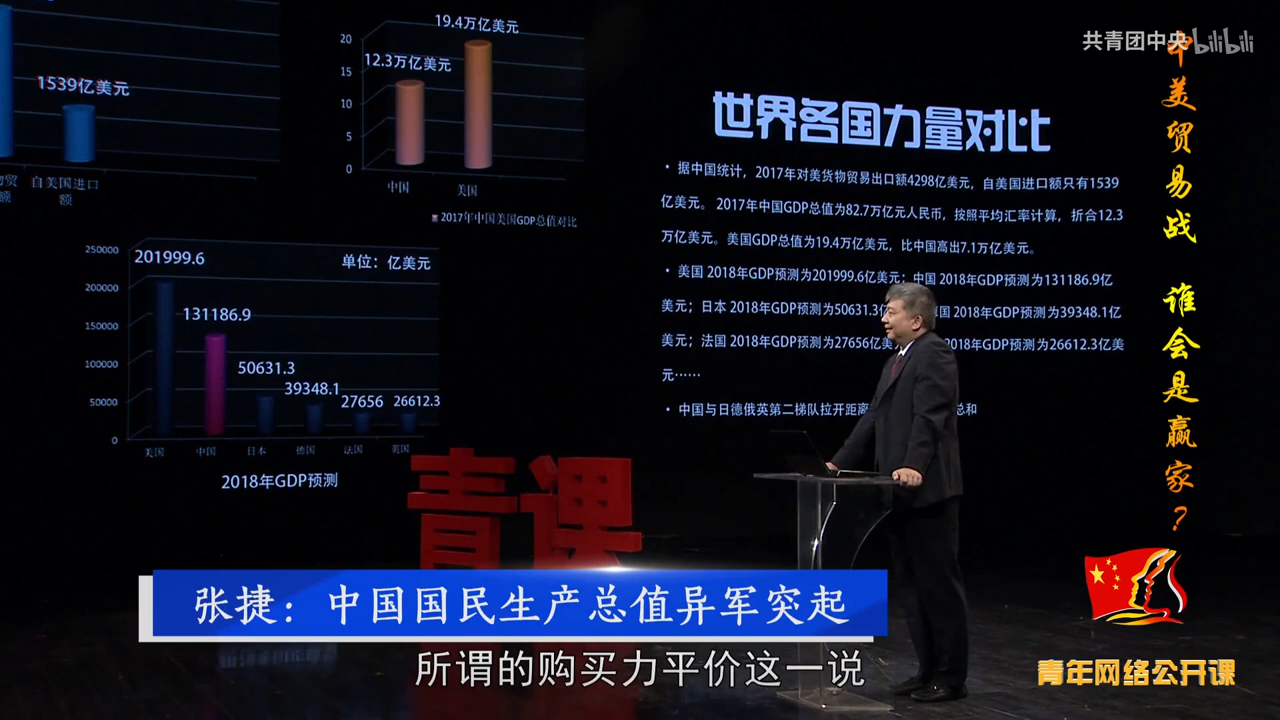 共青团中央 bilibili
中美贸易战 谁会是赢家?
1539亿美元
自美国进口
额
19.4万亿美元
12.3万亿美元
20
15
10
5
0
中国
美国
2017年中国美国GDP总值对比
世界各国力量对比
• 据中国统计,2017年对美货物贸易出口额4298亿美元,自美国进口额只有1539
亿美元。2017年中国GDP总值为82.7万亿元人民币,按照平均汇率计算,折合12.3
万亿美元。美国GDP总值为19.4万亿美元,比中国高出7.1万亿美元。
• 美国 2018年GDP预测为201999.6亿美元;中国 2018年GDP预测为131186.9亿
美元;日本 2018年GDP预测为50631.3 国 2018年GDP预测为39348.1亿
美元;法国 2018年GDP预测为27656亿美 2018年GDP预测为26612.3亿美
元……
• 中国与日德俄英第二梯队拉开距 总和
单位:亿美元
250000
200000
150000
100000
50000
0
201999.6
131186.9
50631.3
39348.1
27656
26612.3
美国
中国
日本
德国
法国
英国
2018年GDP预测
青课
张捷:中国国民生产总值异军突起
所谓的购买力平价这一说
青年网络公开课